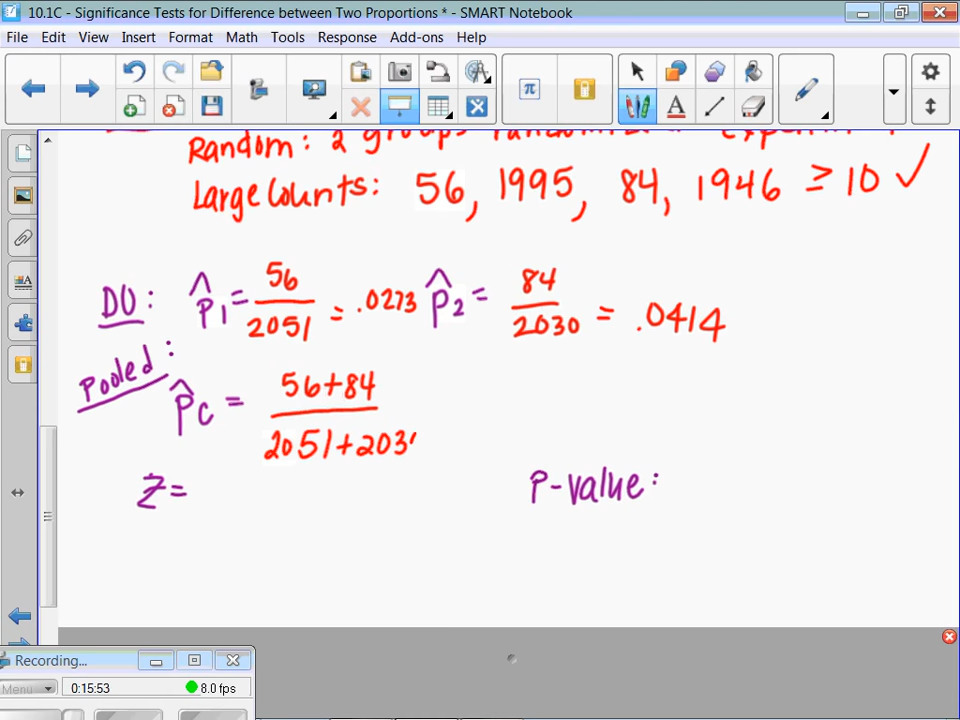 10.1C - Significance Tests for Difference between Two Proportions * - SMART Notebook
File Edit View Insert Format Math Tools Response Add-ons Help
Random: 2 groups
Large Counts: 56, 1995, 84, 1946 ≥ 10 ✓
DO: p̂1 = 56/2051 = .0273 p̂2 = 84/2030 = .0414
Pooled:
p̂C = 56+84/2051+203
Z=
P-value:
Recording...
Menu 0:15:53 8.0 fps